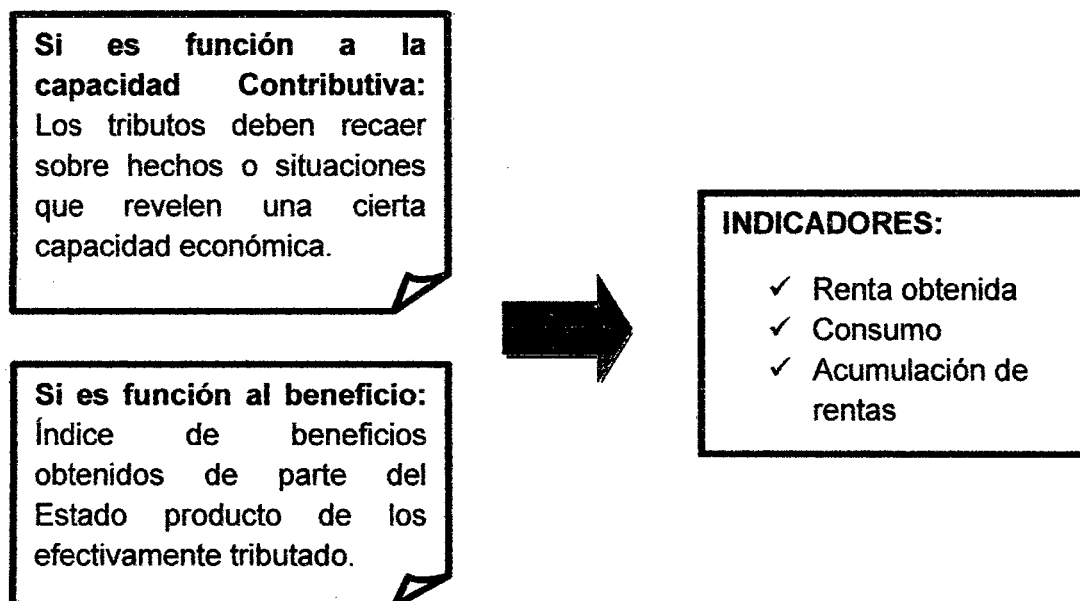 Si es función a la
capacidad Contributiva:
Los tributos deben recaer
sobre hechos o situaciones
que revelen una cierta
capacidad económica.
Si es función al beneficio:
Índice de beneficios
obtenidos de parte del
Estado producto de los
efectivamente tributado.
INDICADORES:
✓ Renta obtenida
✓ Consumo
✓ Acumulación de
rentas